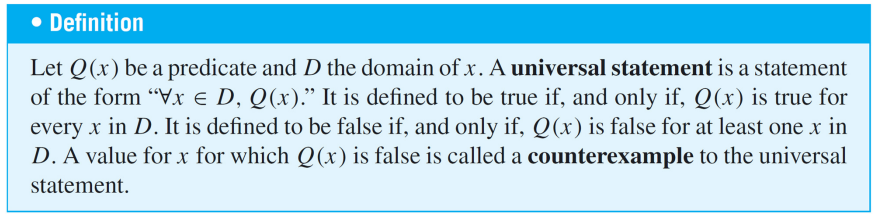 • Definition
Let Q(x) be a predicate and D the domain of x. A universal statement is a statement
of the form “∀x ∈ D, Q(x).” It is defined to be true if, and only if, Q(x) is true for
every x in D. It is defined to be false if, and only if, Q(x) is false for at least one x in
D. A value for x for which Q(x) is false is called a counterexample to the universal
statement.